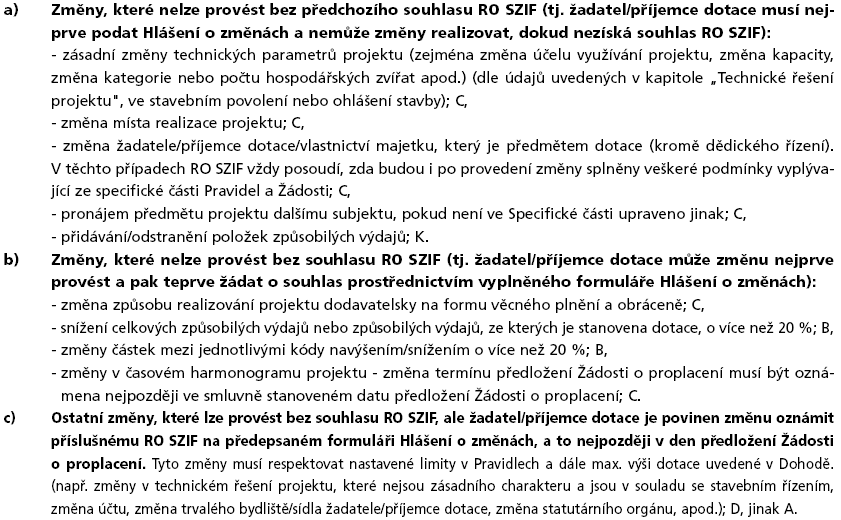 a) Změny, které nelze provést bez předchozího souhlasu RO SZIF (tj. žadatel/příjemce dotace musí nej-
prve podat Hlášení o změnách a nemůže změny realizovat, dokud nezíská souhlas RO SZIF):
- zásadní změny technických parametrů projektu (zejména změna účelu využívání projektu, změna kapacity,
změna kategorie nebo počtu hospodářských zvířat apod.) (dle údajů uvedených v kapitole „Technické řešení
projektu", ve stavebním povolení nebo ohlášení stavby); C,
- změna místa realizace projektu; C,
- změna žadatele/příjemce dotace/vlastnictví majetku, který je předmětem dotace (kromě dědického řízení).
V těchto případech RO SZIF vždy posoudí, zda budou i po provedení změny splněny veškeré podmínky vyplýva-
jící ze specifické části Pravidel a Žádosti; C,
- pronájem předmětu projektu dalšímu subjektu, pokud není ve Specifické části upraveno jinak; C,
- přidávání/odstranění položek způsobilých výdajů; K.
b) Změny, které nelze provést bez souhlasu RO SZIF (tj. žadatel/příjemce dotace může změnu nejprve
provést a pak teprve žádat o souhlas prostřednictvím vyplněného formuláře Hlášení o změnách):
- změna způsobu realizování projektu dodavatelsky na formu věcného plnění a obráceně; C,
- snížení celkových způsobilých výdajů nebo způsobilých výdajů, ze kterých je stanovena dotace, o více než 20 %; B,
- změny částek mezi jednotlivými kódy navýšením/snížením o více než 20 %; B,
- změny v časovém harmonogramu projektu - změna termínu předložení Žádosti o proplacení musí být ozná-
mena nejpozději ve smluvně stanoveném datu předložení Žádosti o proplacení; C.
c) Ostatní změny, které lze provést bez souhlasu RO SZIF, ale žadatel/příjemce dotace je povinen změnu oznámit
příslušnému RO SZIF na předepsaném formuláři Hlášení o změnách, a to nejpozději v den předložení Žádosti
o proplacení. Tyto změny musí respektovat nastavené limity v Pravidlech a dále max. výši dotace uvedené v Dohodě.
(např. změny v technickém řešení projektu, které nejsou zásadního charakteru a jsou v souladu se stavebním řízením,
změna účtu, změna trvalého bydliště/sídla žadatele/příjemce dotace, změna statutárního orgánu, apod.); D, jinak A.